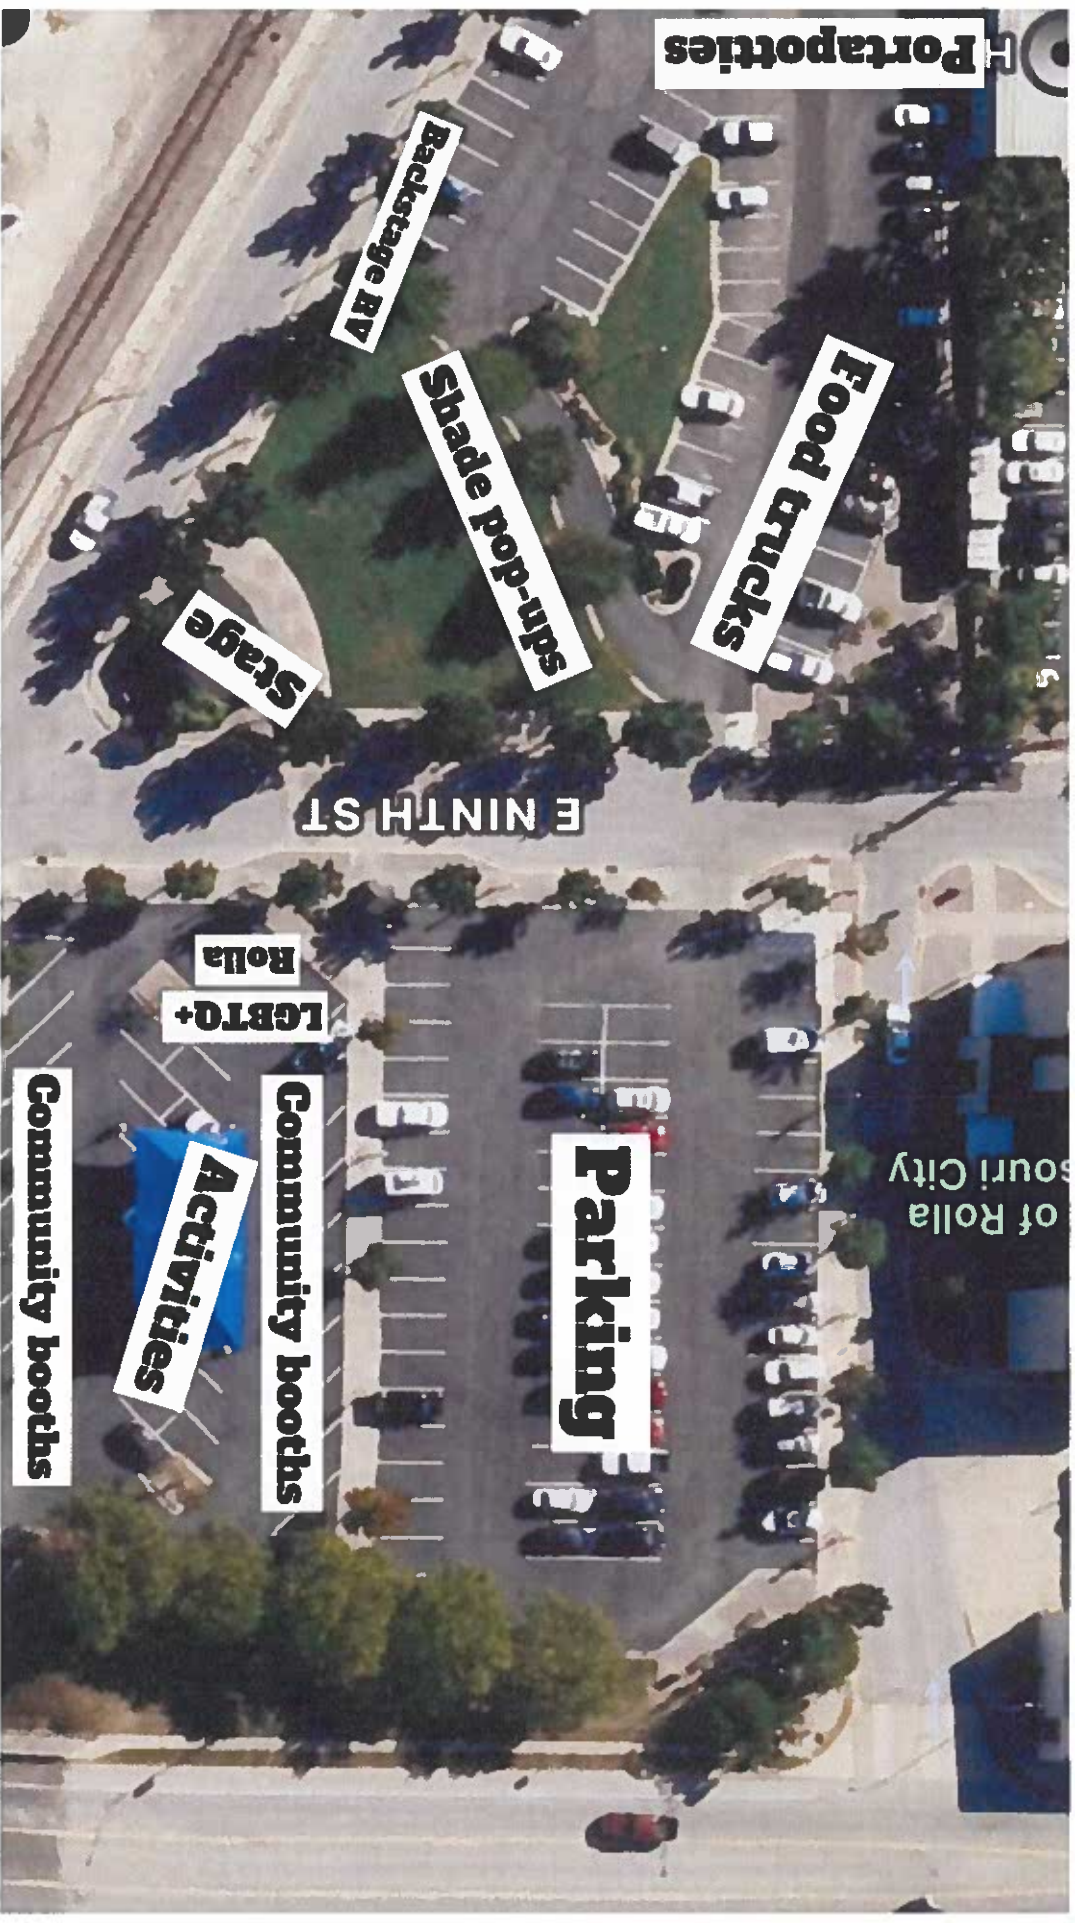 Portapotties
H
Backstage RV
Shade pop-ups
Food trucks
Stage
E NINTH ST
Rolla
LGBTQ+
Community booths
Activities
Community booths
Parking
of Rolla
souri City